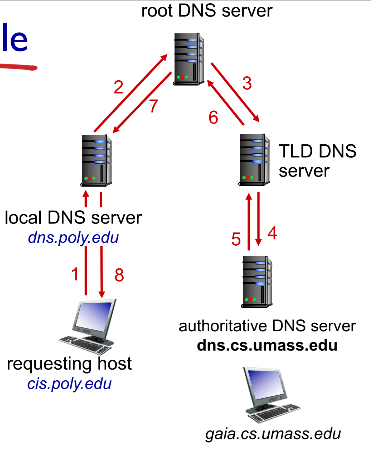 le
root DNS server
2
7
3
6
TLD DNS
server
local DNS server
dns.poly.edu
1
8
5
4
requesting host
cis.poly.edu
authoritative DNS server
dns.cs.umass.edu
gaia.cs.umass.edu